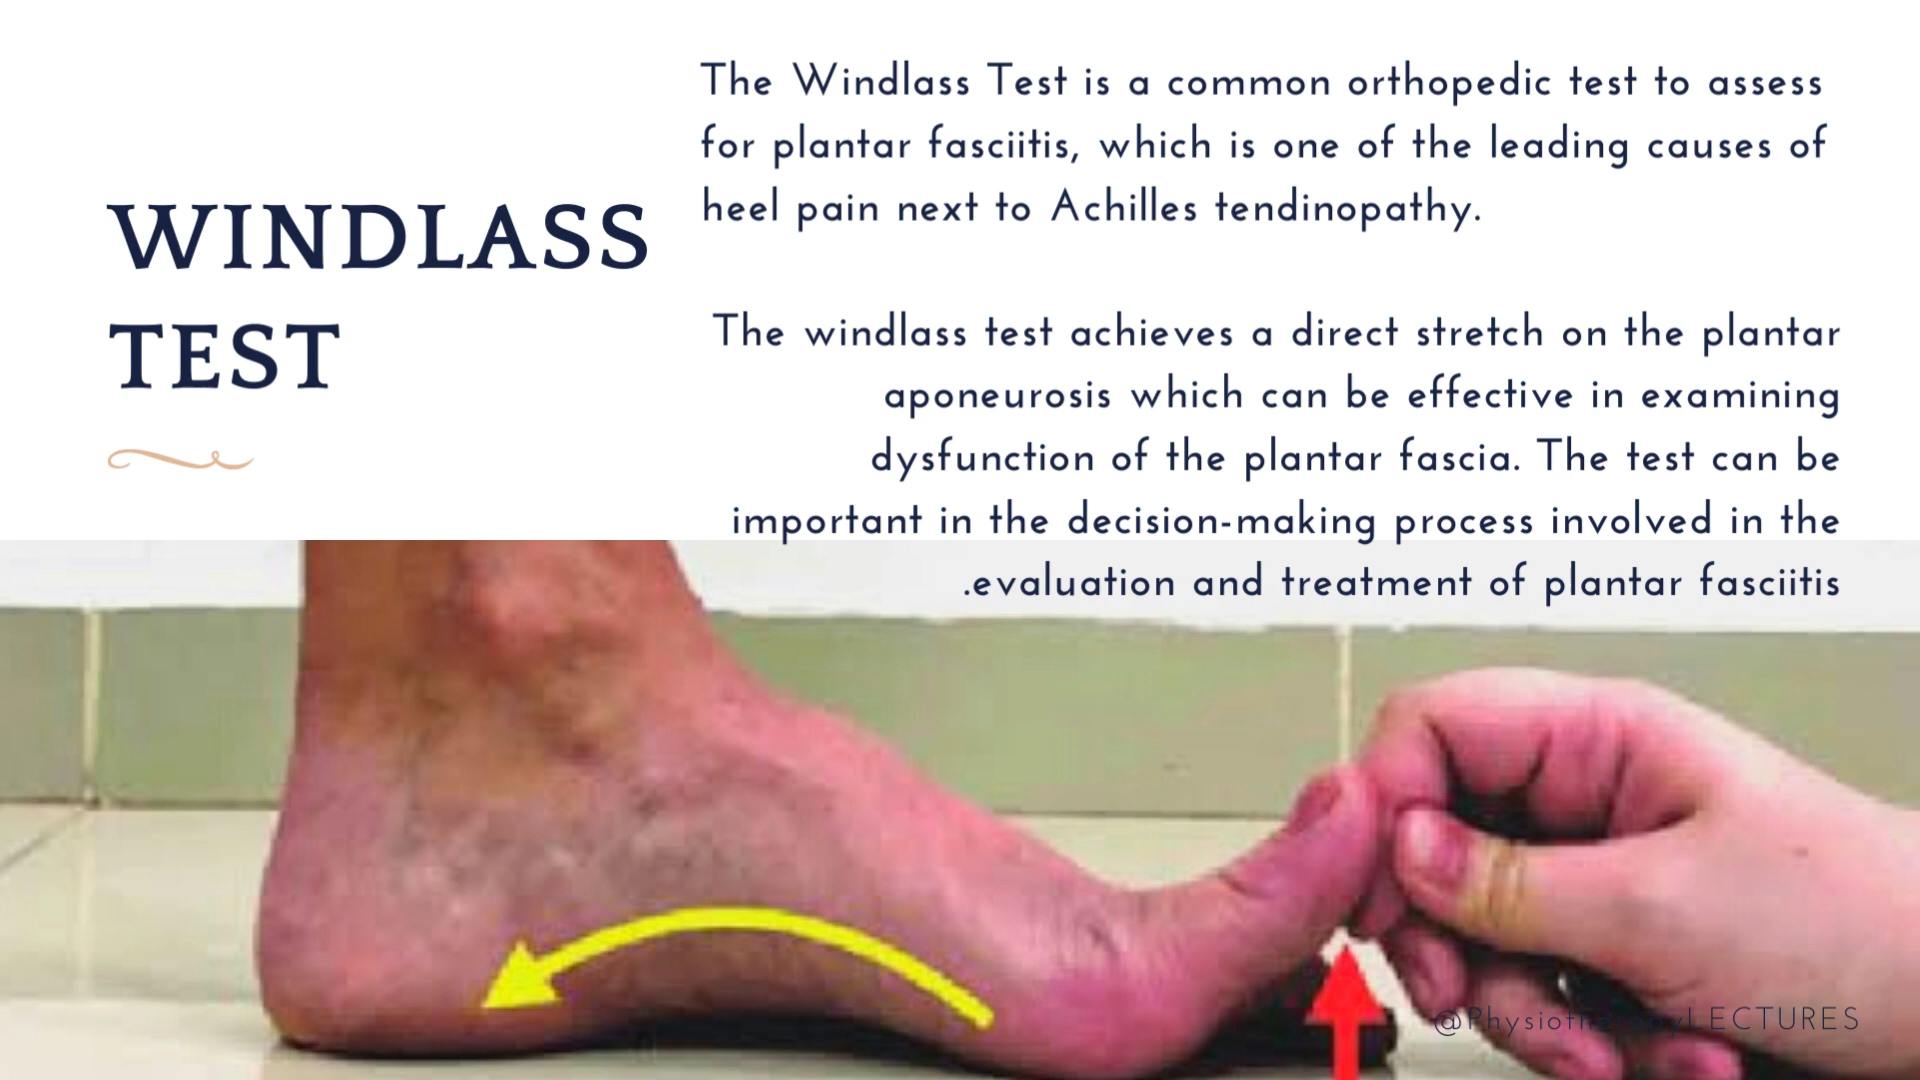 WINDLASS
TEST
The Windlass Test is a common orthopedic test to assess
for plantar fasciitis, which is one of the leading causes of
heel pain next to Achilles tendinopathy.
The windlass test achieves a direct stretch on the plantar
aponeurosis which can be effective in examining
dysfunction of the plantar fascia. The test can be
important in the decision-making process involved in the
.evaluation and treatment of plantar fasciitis
@PhysiotherapyLECTURES